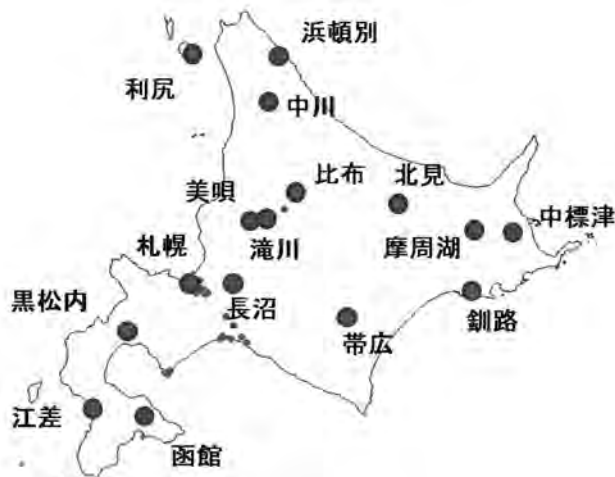 浜頓別
利尻
中川
比布
北見
美唄
中標津
摩周湖
滝川
札幌
長沼
釧路
黒松内
帯広
江差
函館